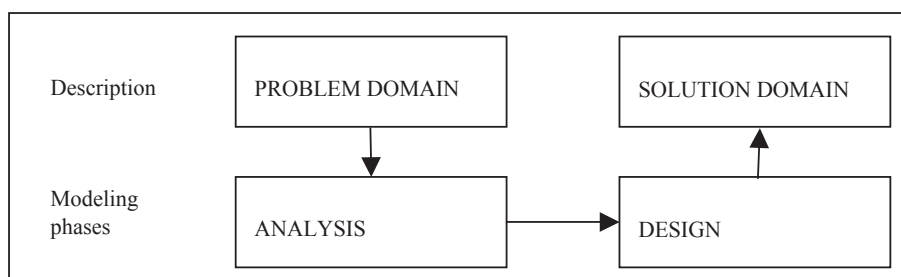 Description
PROBLEM DOMAIN
SOLUTION DOMAIN
Modeling
phases
ANALYSIS
DESIGN